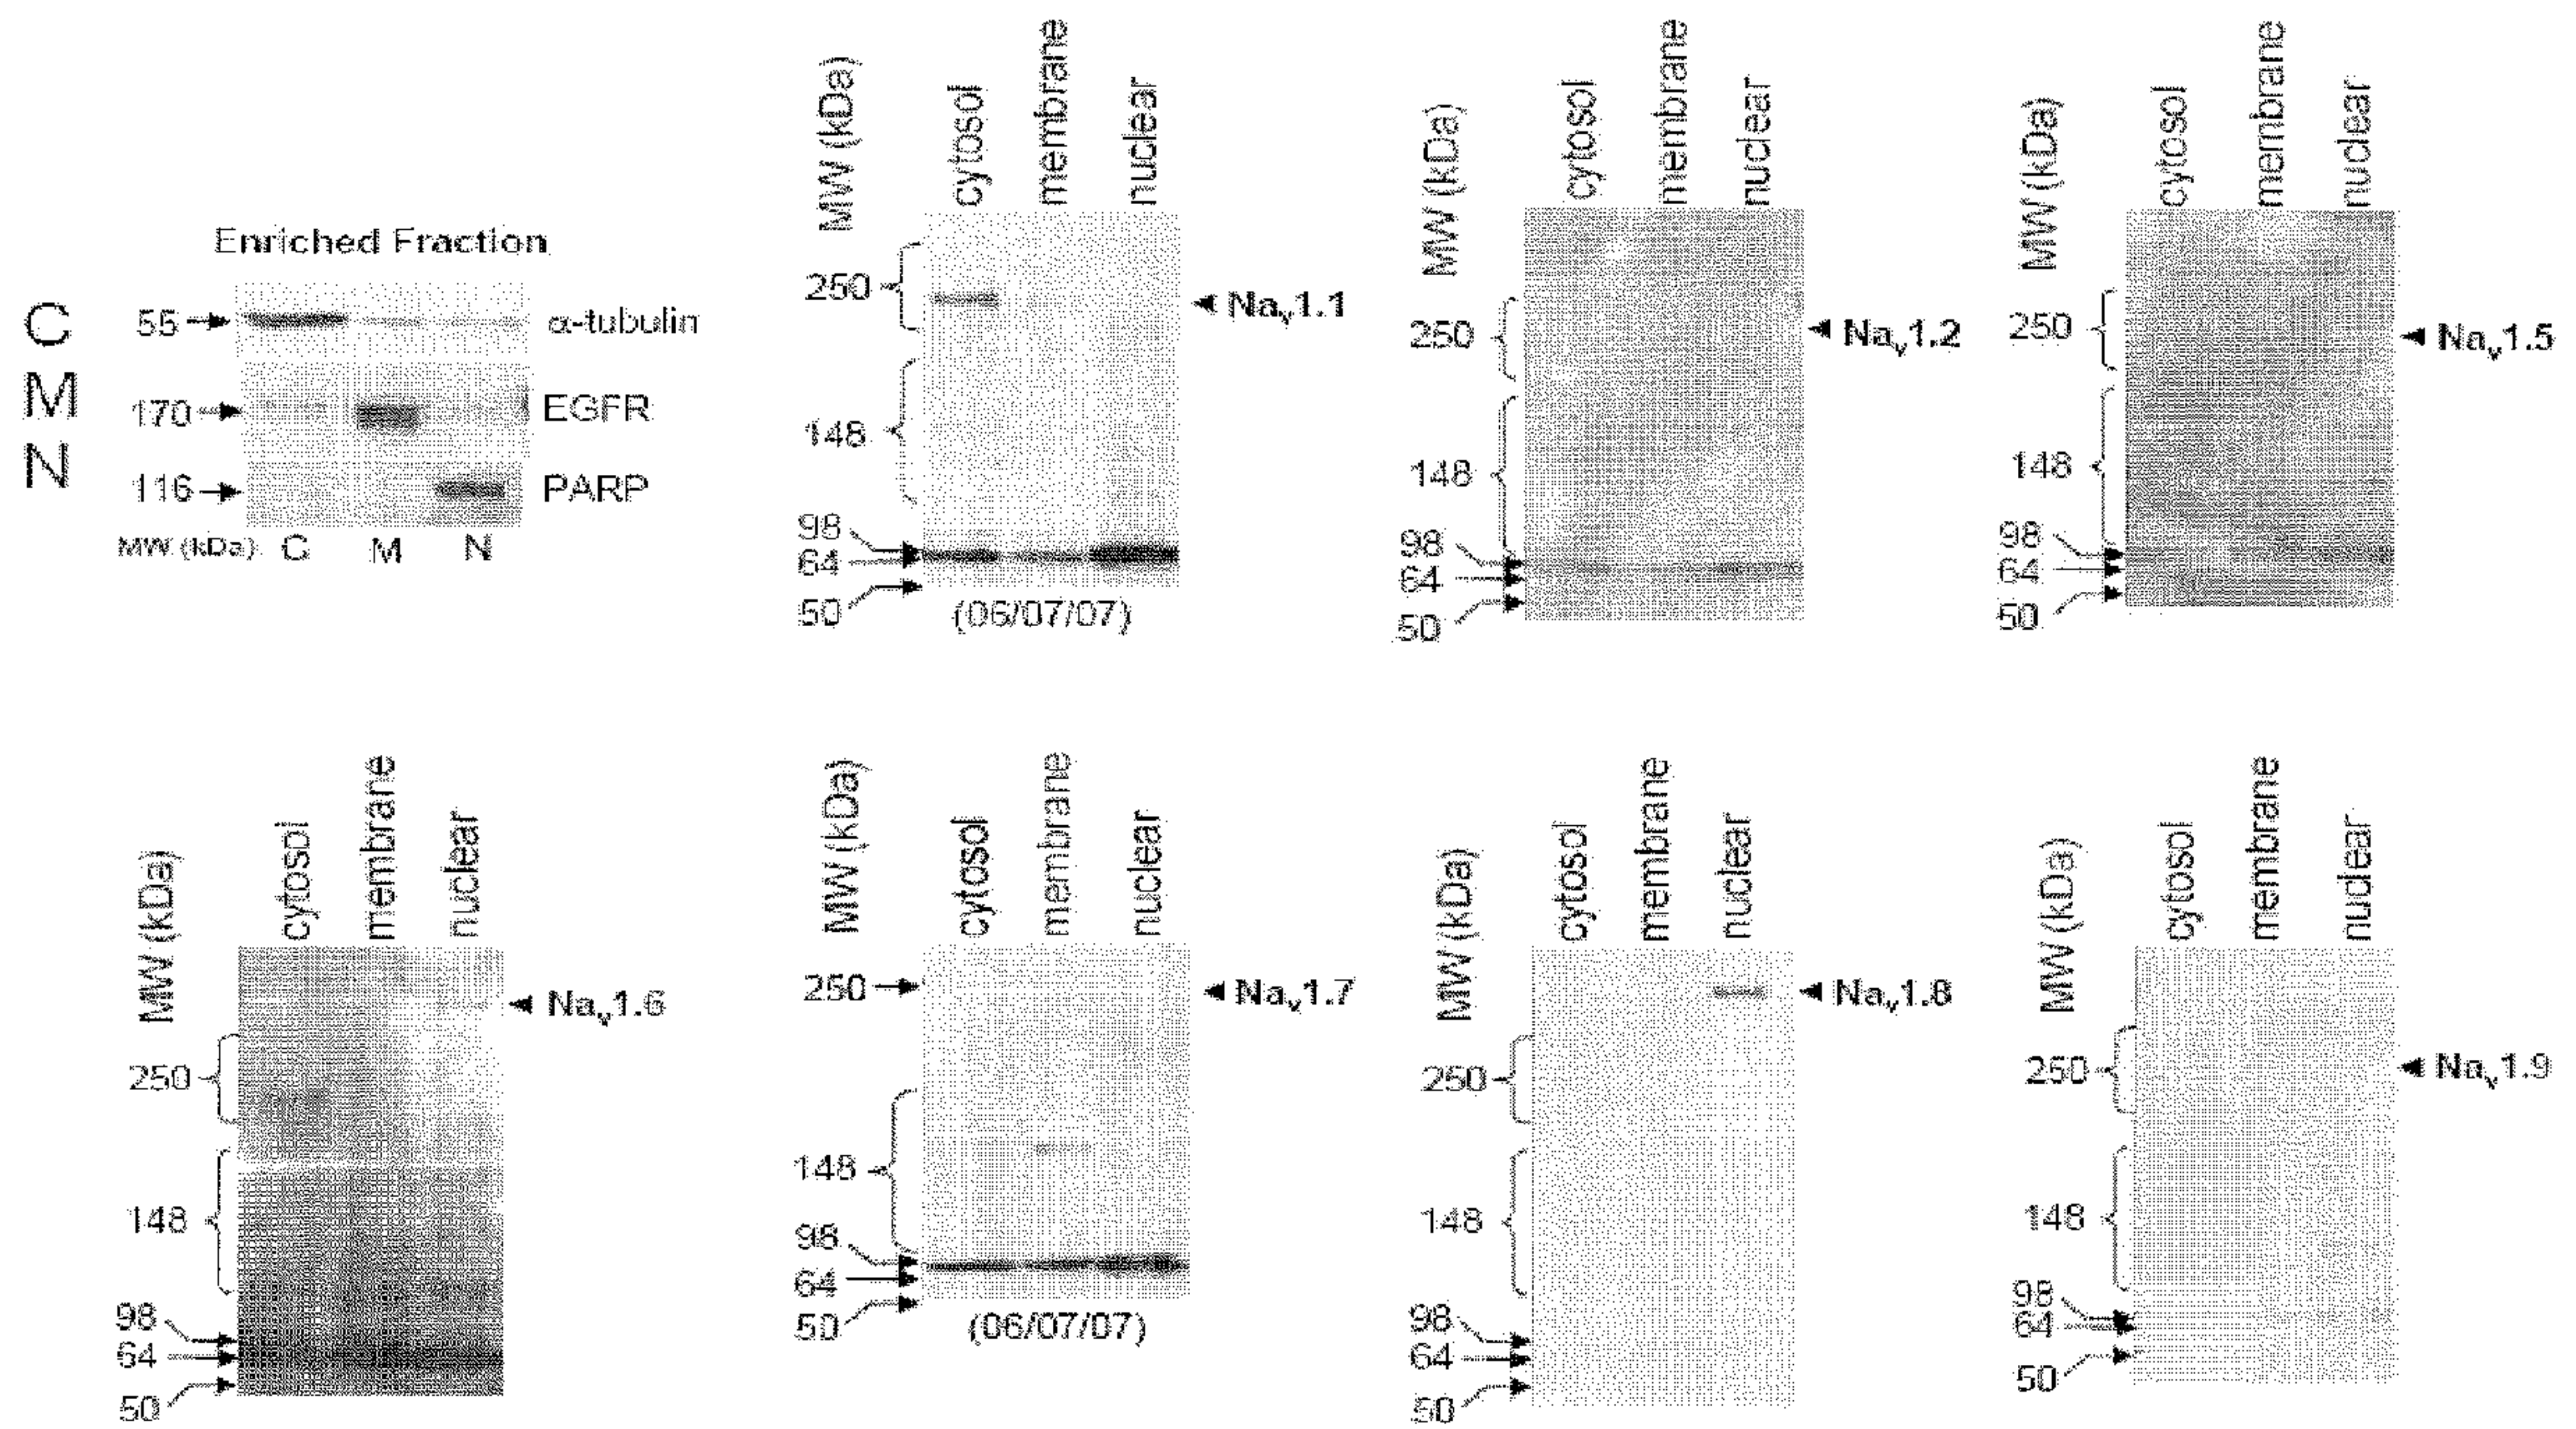 Enriched Fraction
C
M
N
55
α-tubulin
170
EGFR
116
PARP
MW (kDa)
C
M
N
MW (kDa)
cytosol
membrane
nuclear
250
148
98
64
50
Nav1.1
(06/07/07)
MW (kDa)
cytosol
membrane
nuclear
250
148
98
64
50
Nav1.2
MW (kDa)
cytosol
membrane
nuclear
250
148
98
64
50
Nav1.5
MW (kDa)
cytosol
membrane
nuclear
250
148
98
64
50
Nav1.6
MW (kDa)
cytosol
membrane
nuclear
250
148
98
64
50
Nav1.7
(06/07/07)
MW (kDa)
cytosol
membrane
nuclear
250
148
98
64
50
Nav1.8
MW (kDa)
cytosol
membrane
nuclear
250
148
98
64
50
Nav1.9